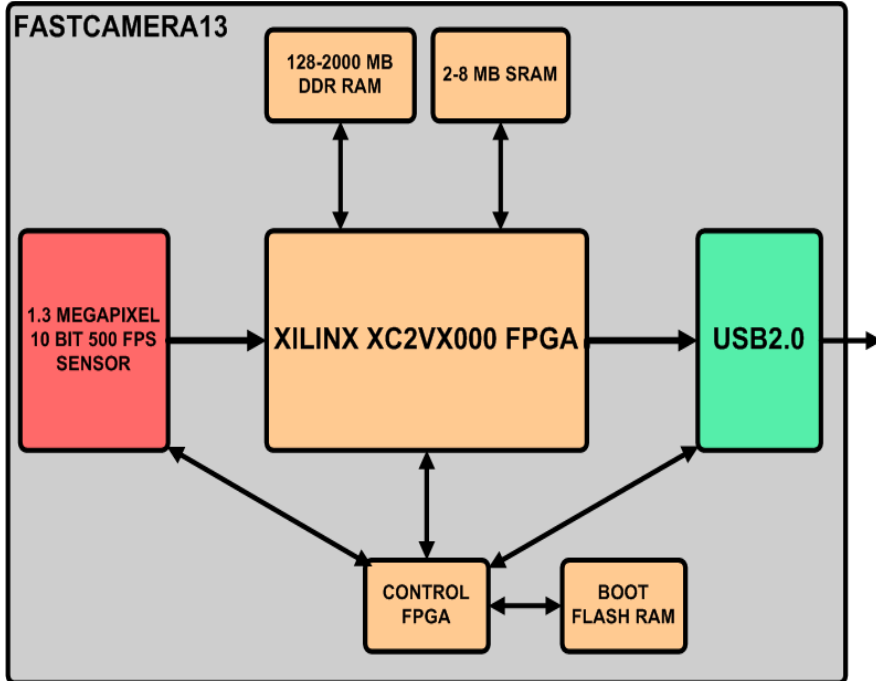 FASTCAMERA13
128-2000 MB
DDR RAM
2-8 MB SRAM
1.3 MEGAPIXEL
10 BIT 500 FPS
SENSOR
XILINX XC2VX000 FPGA
USB2.0
CONTROL
FPGA
BOOT
FLASH RAM